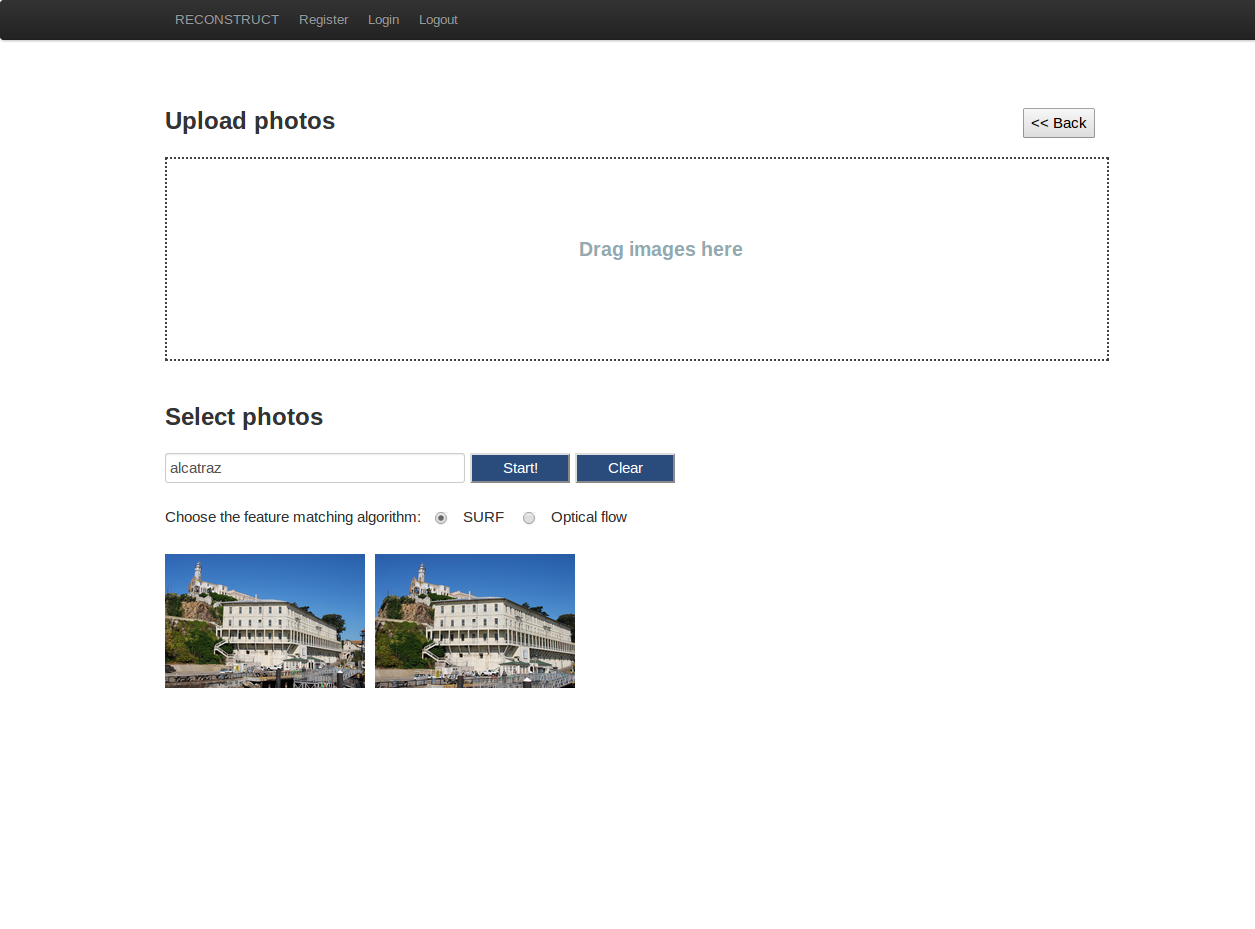 RECONSTRUCT Register Login Logout
Upload photos
<< Back
Drag images here
Select photos
alcatraz
Start!
Clear
Choose the feature matching algorithm: SURF Optical flow